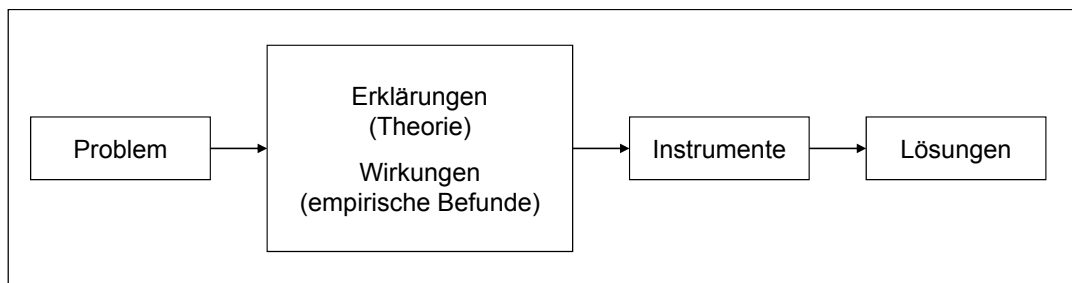 Problem
Erklärungen
(Theorie)
Wirkungen
(empirische Befunde)
Instrumente
Lösungen